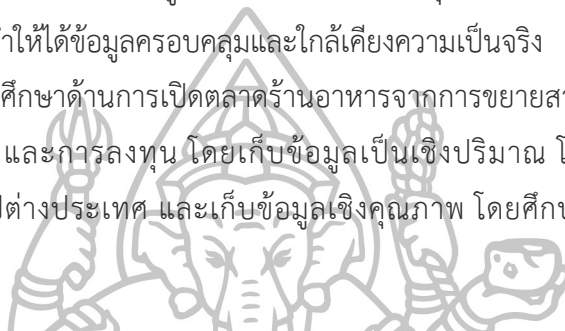 ทำให้ได้ข้อมูลครอบคลุมและใกล้เคียงความเป็นจริง
ศึกษาด้านการเปิดตลาดร้านอาหารจากการขยายสา
และการลงทุน โดยเก็บข้อมูลเป็นเชิงปริมาณ โ
ต่างประเทศ และเก็บข้อมูลเชิงคุณภาพ โดยศึกษ